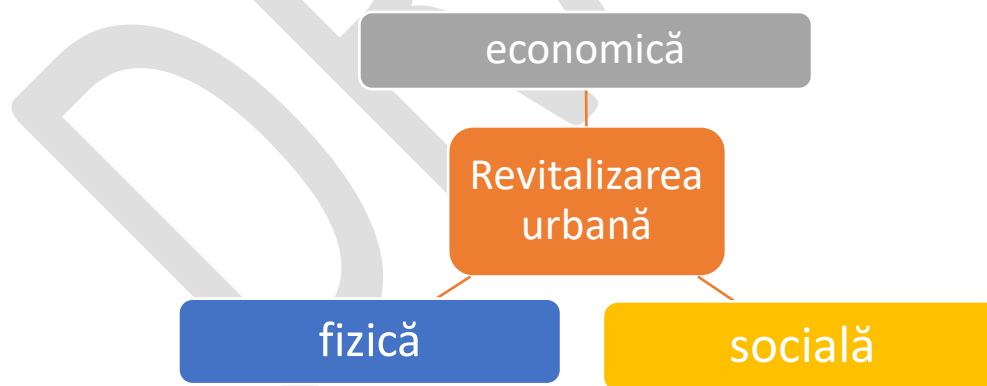 economică
Revitalizarea
urbană
fizică
socială